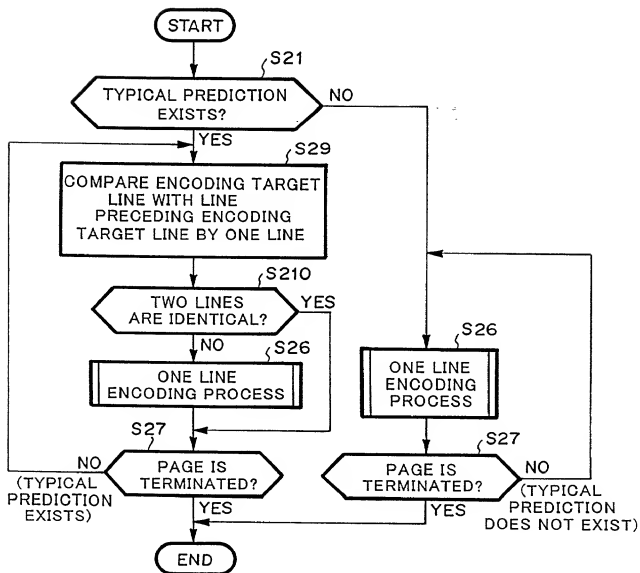 START
S21
TYPICAL PREDICTION
EXISTS?
NO
YES
S29
COMPARE ENCODING TARGET
LINE WITH LINE
PRECEDING ENCODING
TARGET LINE BY ONE LINE
S210
TWO LINES
ARE IDENTICAL?
YES
NO
S26
ONE LINE
ENCODING PROCESS
S26
ONE LINE
ENCODING
PROCESS
S27
PAGE IS
TERMINATED?
NO
(TYPICAL
PREDICTION
EXISTS)
YES
S27
PAGE IS
TERMINATED?
NO
(TYPICAL
PREDICTION
DOES NOT EXIST)
YES
END